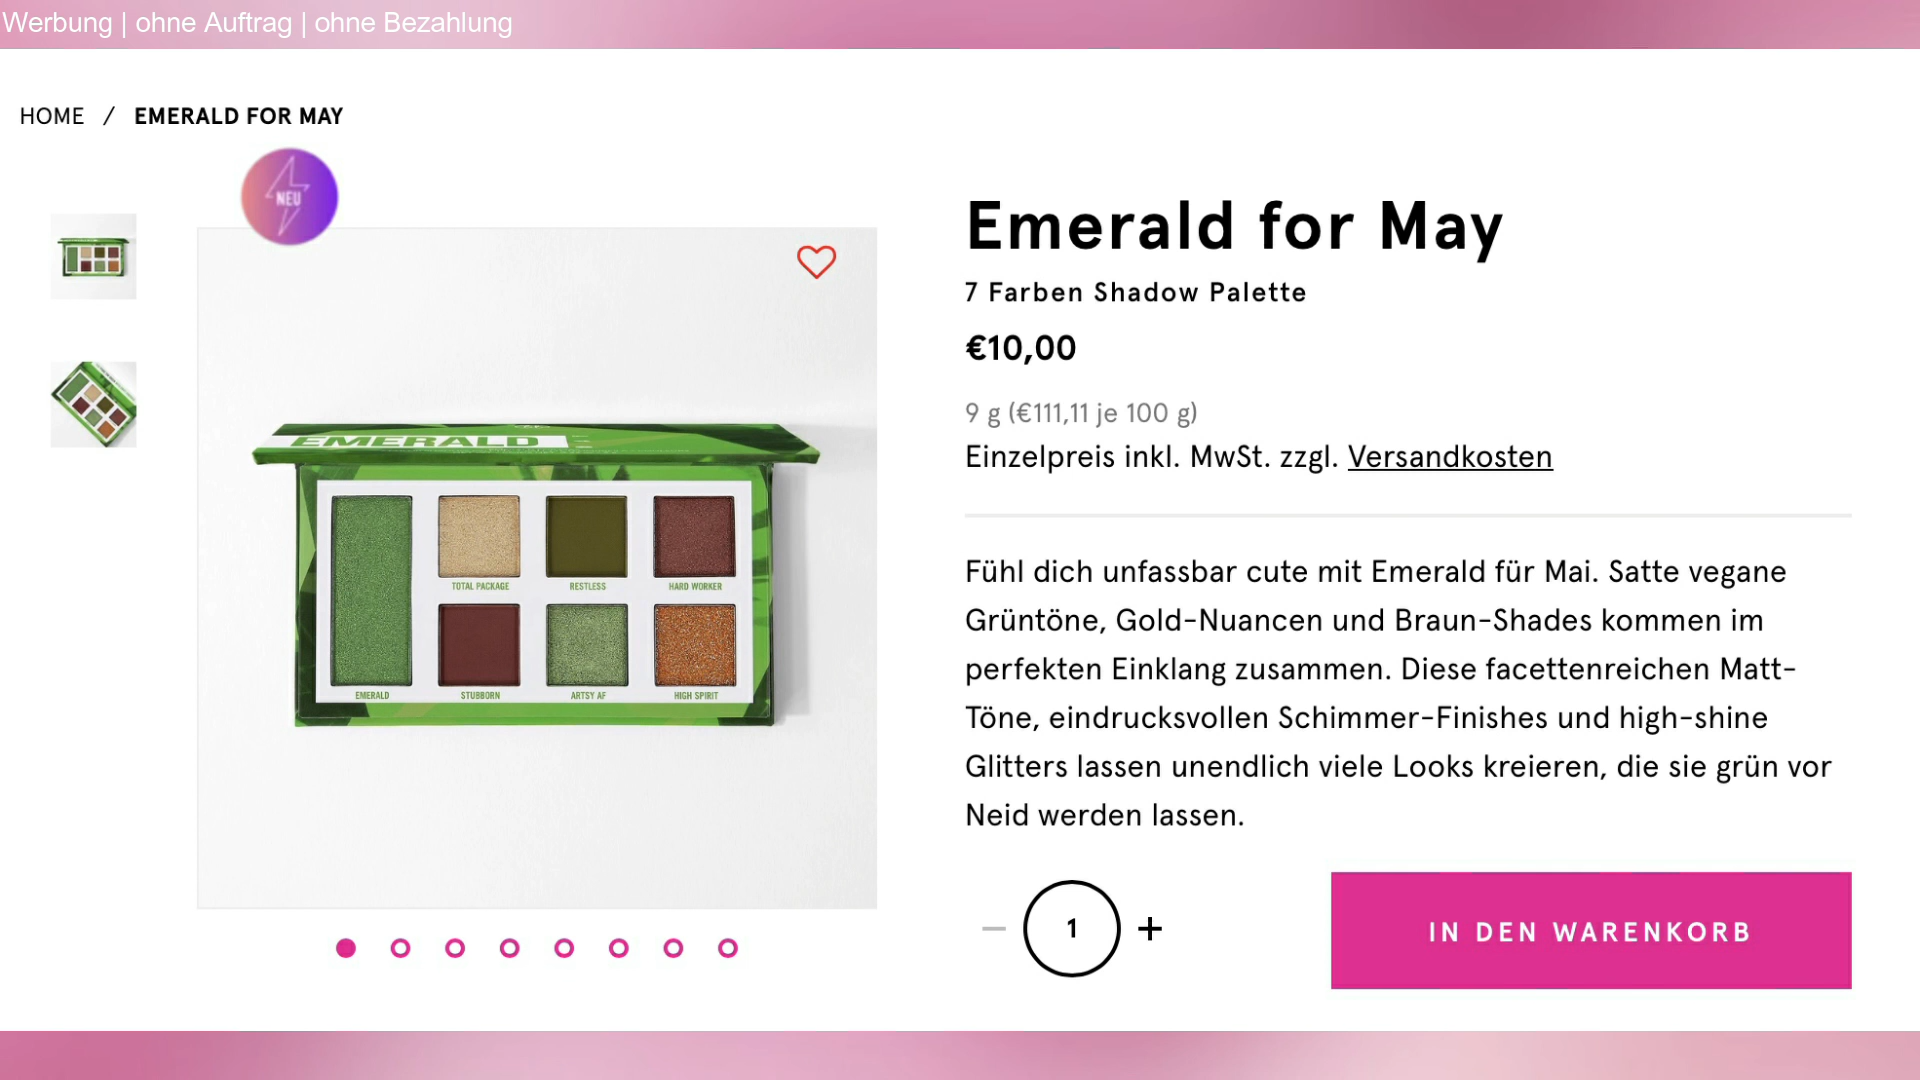 Werbung | ohne Auftrag | ohne Bezahlung
HOME / EMERALD FOR MAY
NEU
Emerald for May
7 Farben Shadow Palette
€10,00
9 g (€111,11 je 100 g)
Einzelpreis inkl. MwSt. zzgl. Versandkosten
EMERALD
TOTAL PACKAGE
RESTLESS
HARD WORKER
EMERALD
STUBBORN
ARTSY AF
HIGH SPIRIT
Fühl dich unfassbar cute mit Emerald für Mai. Satte vegane
Grüntöne, Gold-Nuancen und Braun-Shades kommen im
perfekten Einklang zusammen. Diese facettenreichen Matt-
Töne, eindrucksvollen Schimmer-Finishes und high-shine
Glitters lassen unendlich viele Looks kreieren, die sie grün vor
Neid werden lassen.
− 1 +
IN DEN WARENKORB